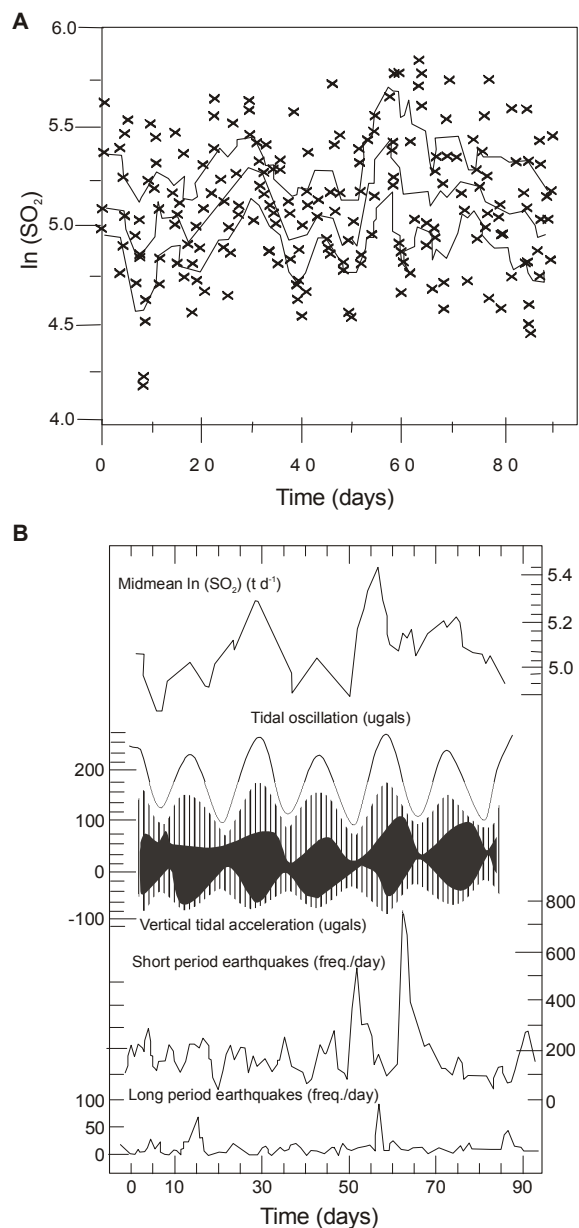 A
6.0
5.5
5.0
4.5
4.0
ln (SO₂)
0 20 40 60 80
Time (days)
B
Midmean ln (SO₂) (t d⁻¹)
5.4
5.2
5.0
Tidal oscillation (ugals)
200
100
0
-100
Vertical tidal acceleration (ugals)
800
600
400
200
0
Short period earthquakes (freq./day)
Long period earthquakes (freq./day)
100
50
0
0 10 30 50 70 90
Time (days)